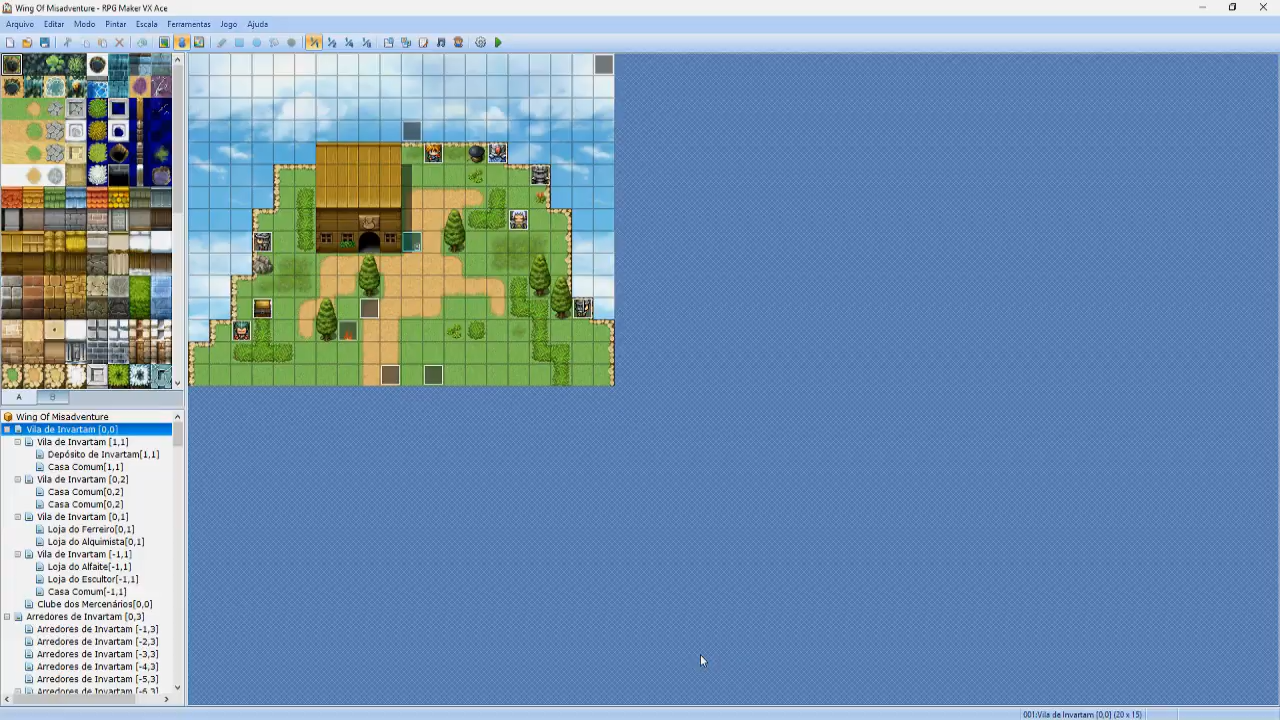 Wing Of Misadventure - RPG Maker VX Ace
Arquivo Editar Modo Pintar Escala Ferramentas Jogo Ajuda
A B
Wing Of Misadventure
Vila de Invartam [0,0]
Vila de Invartam [1,1]
Depósito de Invartam[1,1]
Casa Comum[1,1]
Vila de Invartam [0,2]
Casa Comum[0,2]
Casa Comum[0,2]
Vila de Invartam [0,1]
Loja do Ferreiro[0,1]
Loja do Alquimista[0,1]
Vila de Invartam [-1,1]
Loja do Alfaite[-1,1]
Loja do Escultor[-1,1]
Casa Comum[-1,1]
Clube dos Mercenários[0,0]
Arredores de Invartam [0,3]
Arredores de Invartam [-1,3]
Arredores de Invartam [-2,3]
Arredores de Invartam [-3,3]
Arredores de Invartam [-4,3]
Arredores de Invartam [-5,3]
Arredores de Invartam [-6,3]
001:Vila de Invartam [0,0] (20 x 15)